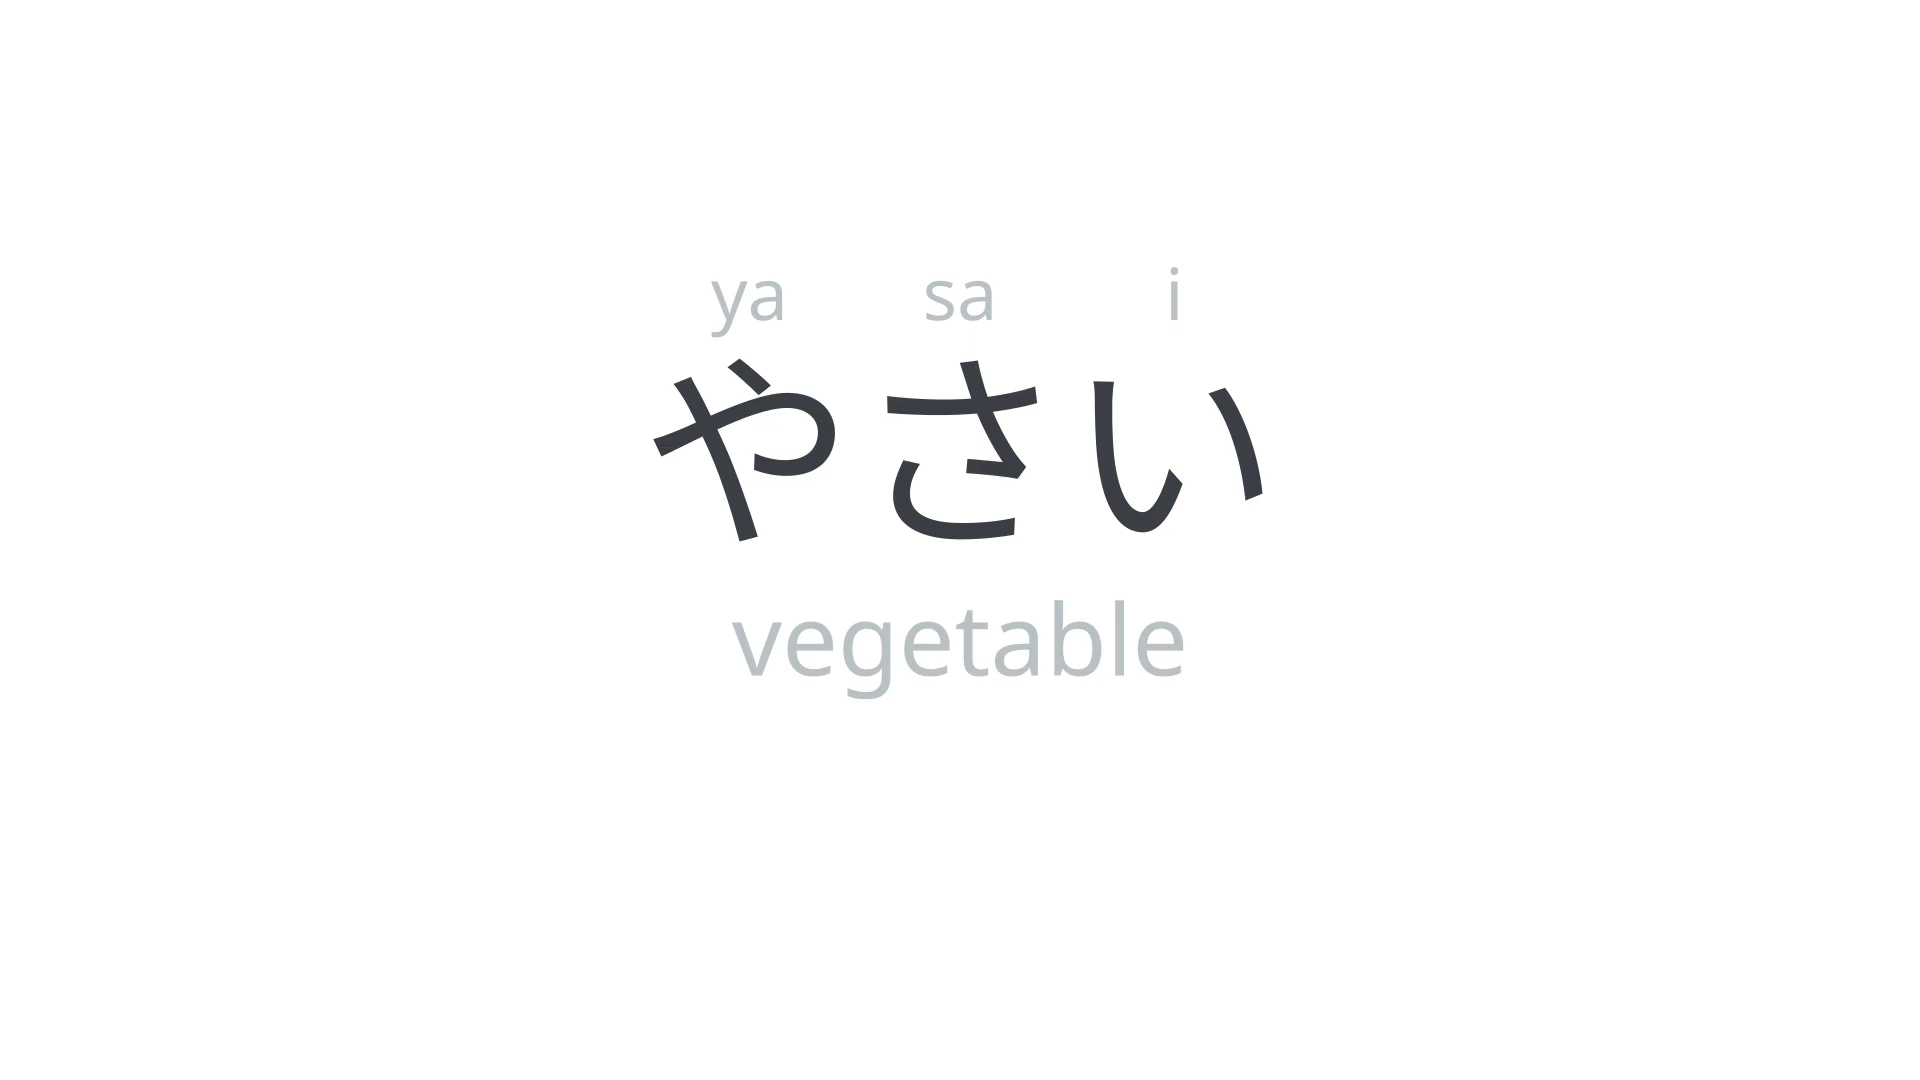 ya sa i
やさい
vegetable